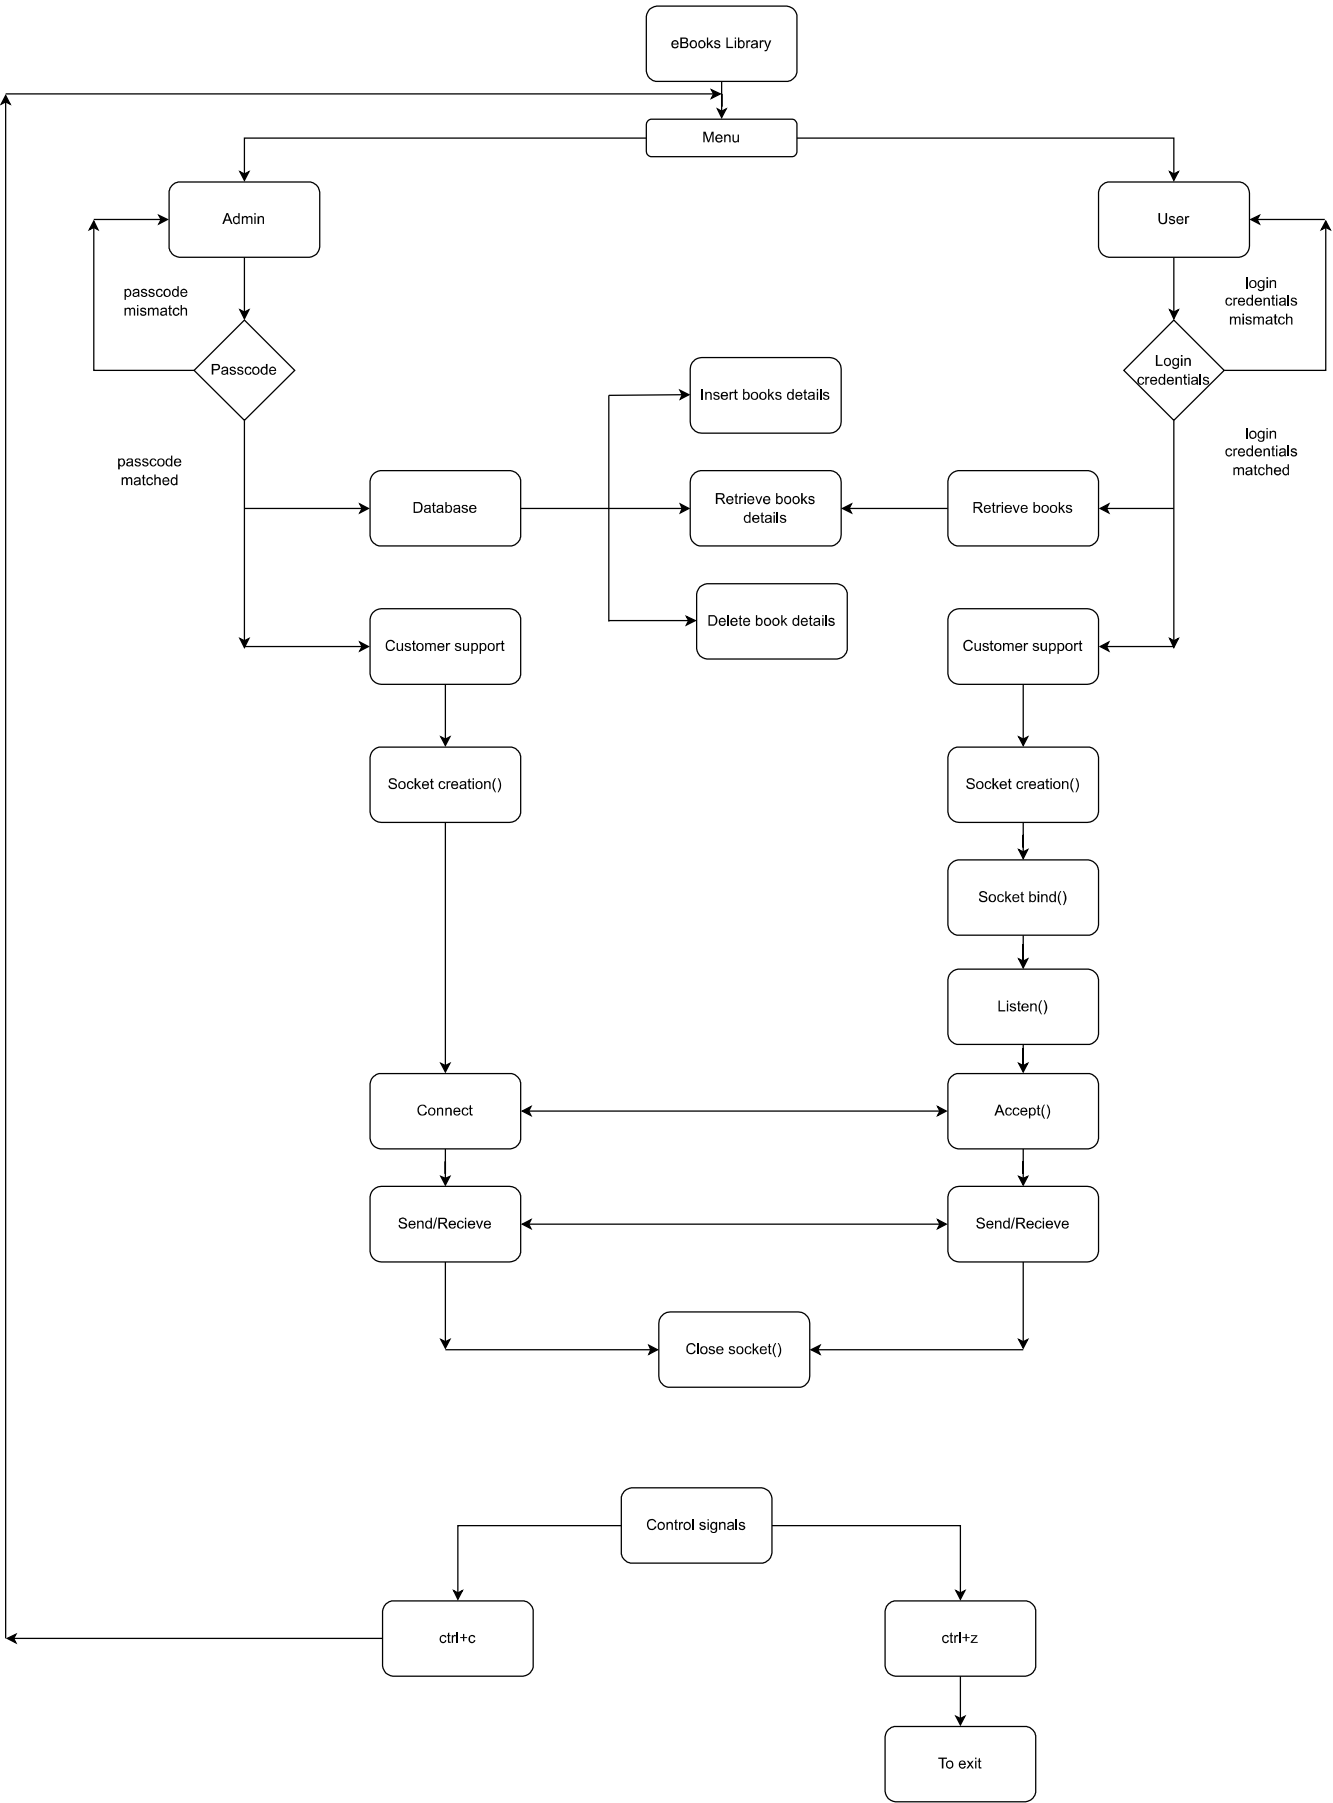 eBooks Library
Menu
Admin
User
passcode
mismatch
login
credentials
mismatch
Passcode
Login
credentials
Insert books details
passcode
matched
login
credentials
matched
Database
Retrieve books
details
Retrieve books
Delete book details
Customer support
Customer support
Socket creation()
Socket creation()
Socket bind()
Listen()
Connect
Accept()
Send/Recieve
Send/Recieve
Close socket()
Control signals
ctrl+c
ctrl+z
To exit